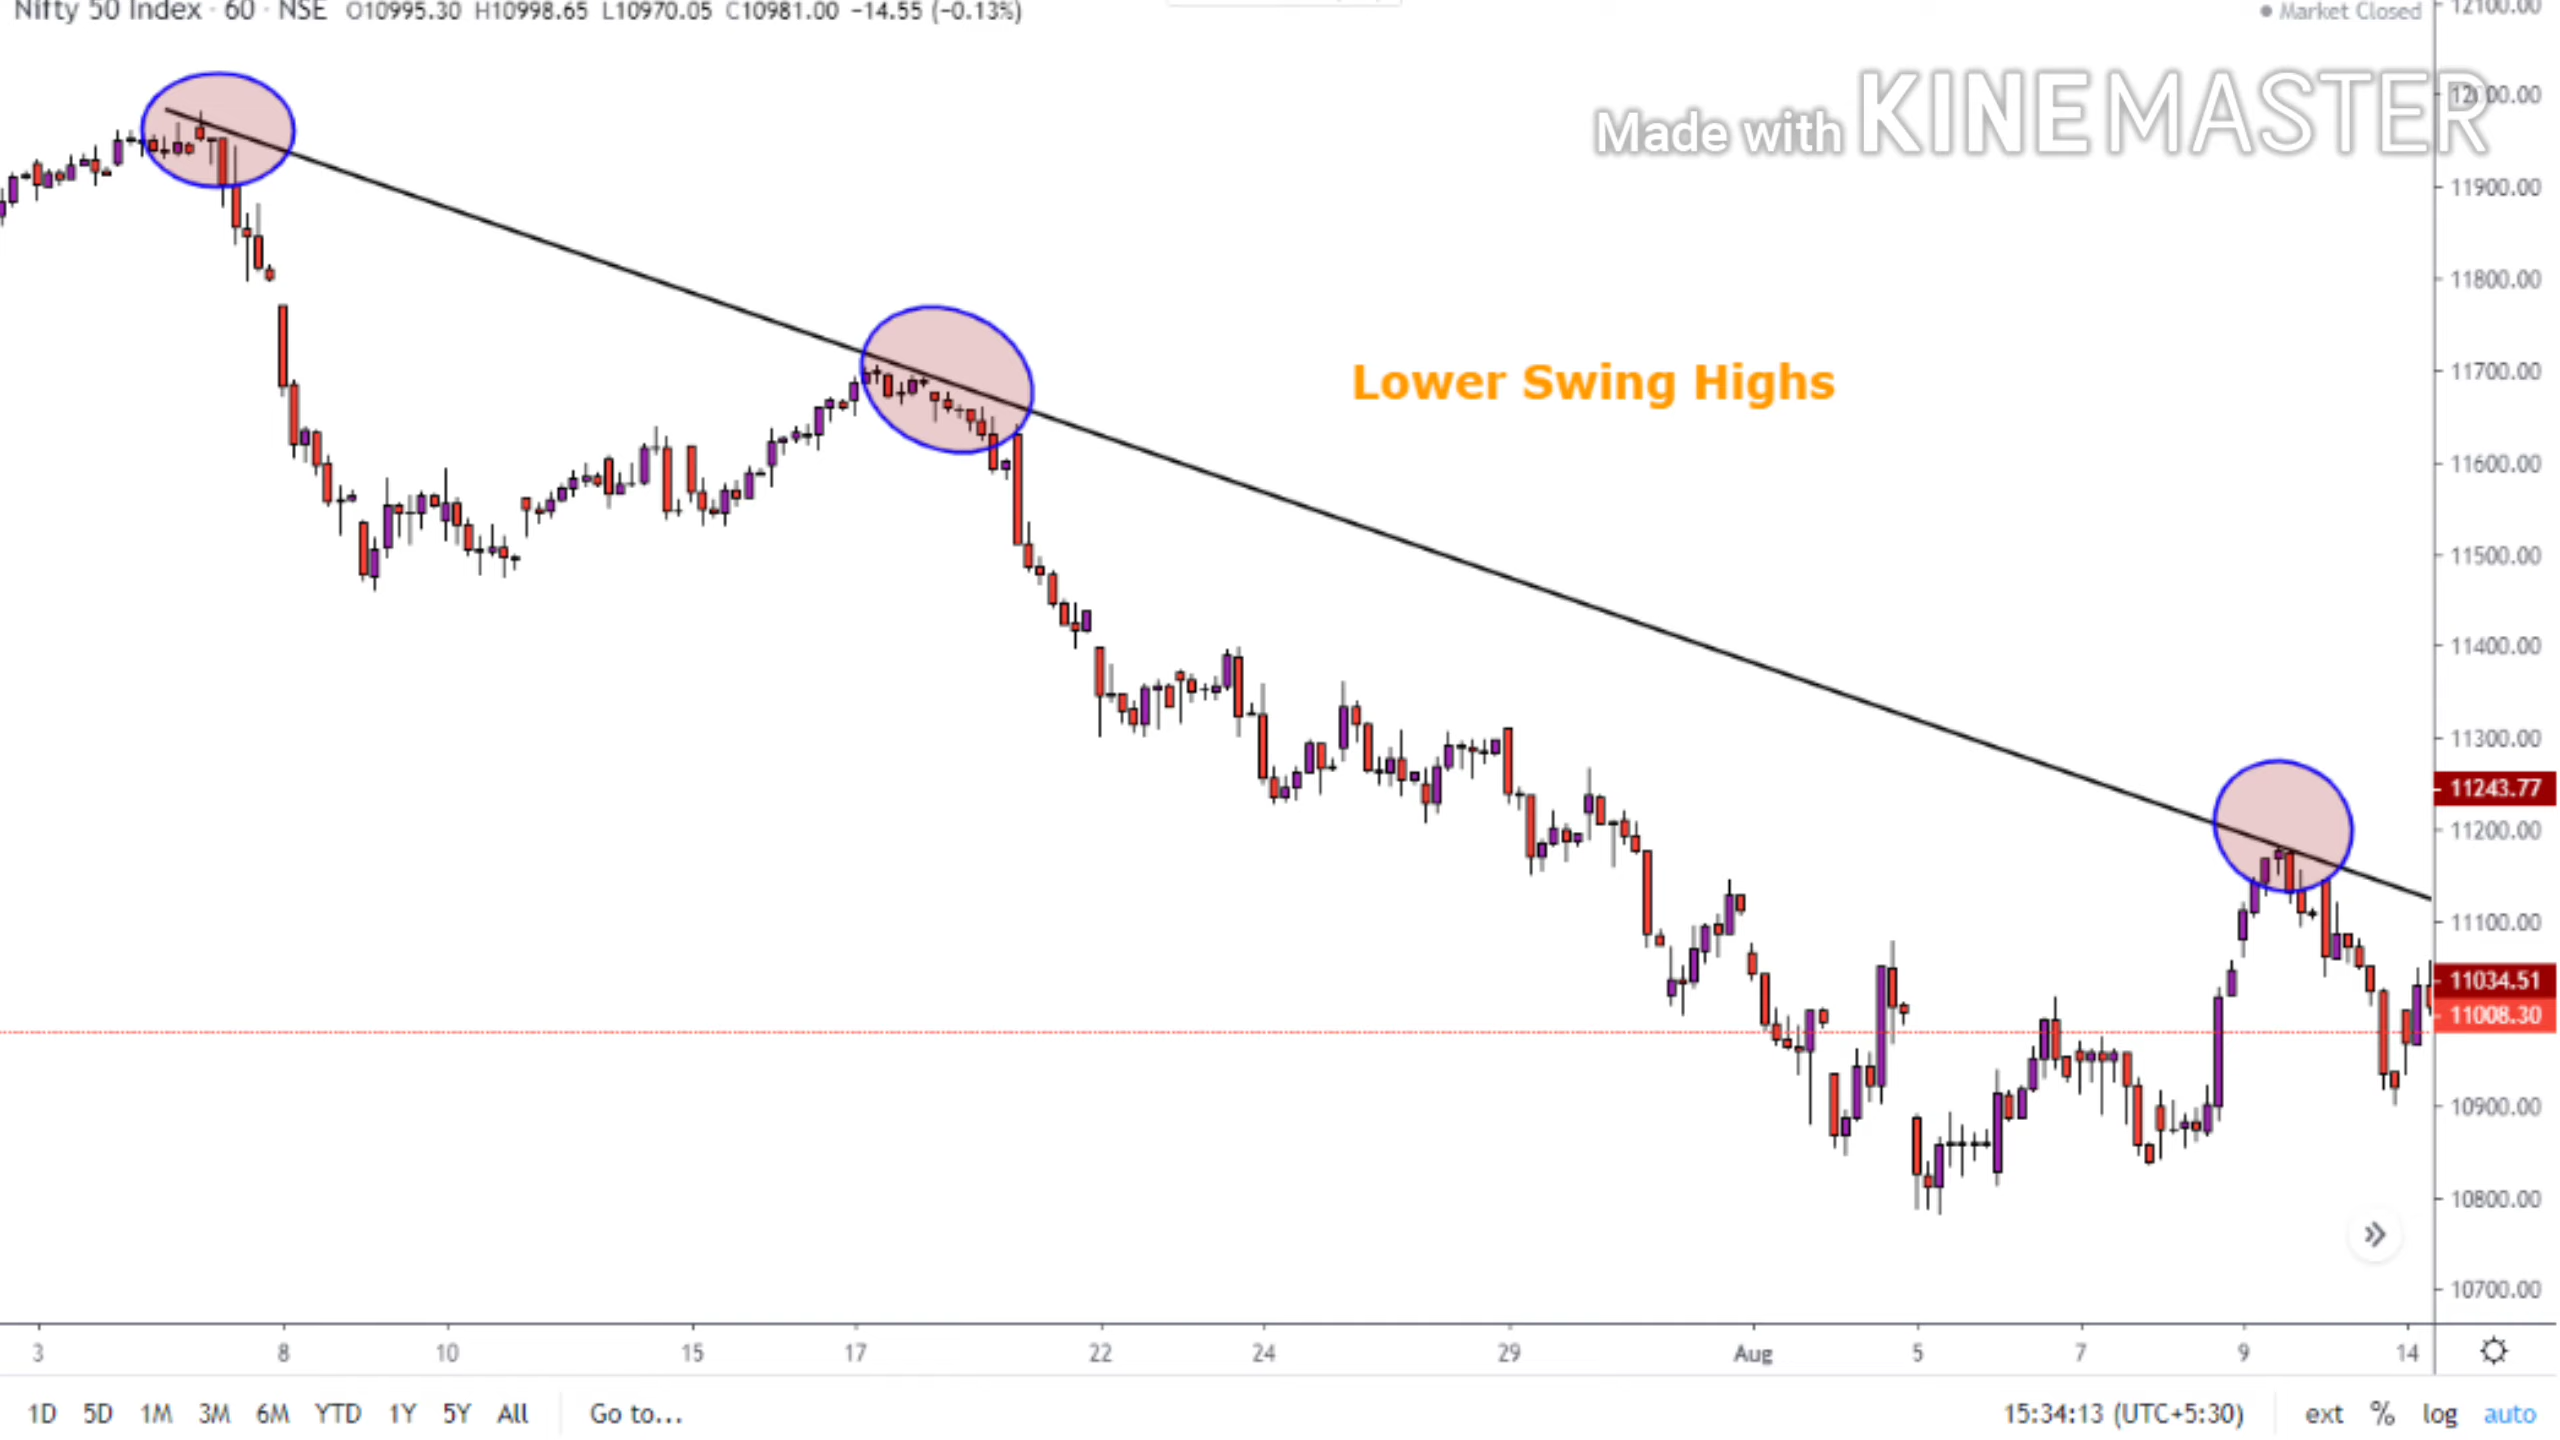 Nifty 50 Index · 60 · NSE O10995.30 H10998.65 L10970.05 C10981.00 −14.55 (−0.13%)
● Market Closed
12100.00
Made with KINEMASTER
12000.00
11900.00
11800.00
11700.00
Lower Swing Highs
11600.00
11500.00
11400.00
11300.00
11243.77
11200.00
11100.00
11034.51
11008.30
10900.00
10800.00
10700.00
3 8 10 15 17 22 24 29 Aug 5 7 9 14
1D 5D 1M 3M 6M YTD 1Y 5Y All Go to... 15:34:13 (UTC+5:30) ext % log auto